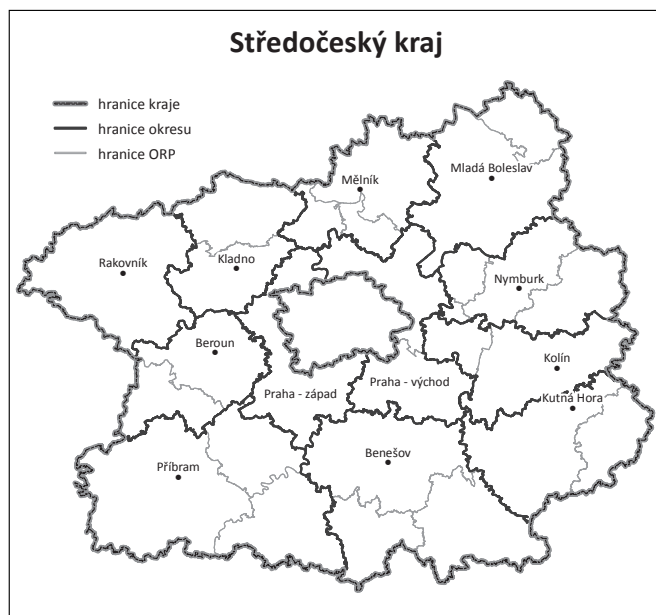 Středočeský kraj
hranice kraje
hranice okresu
hranice ORP
Mladá Boleslav
Mělník
Rakovník
Kladno
Nymburk
Beroun
Kolín
Praha - západ
Praha - východ
Kutná Hora
Benešov
Příbram